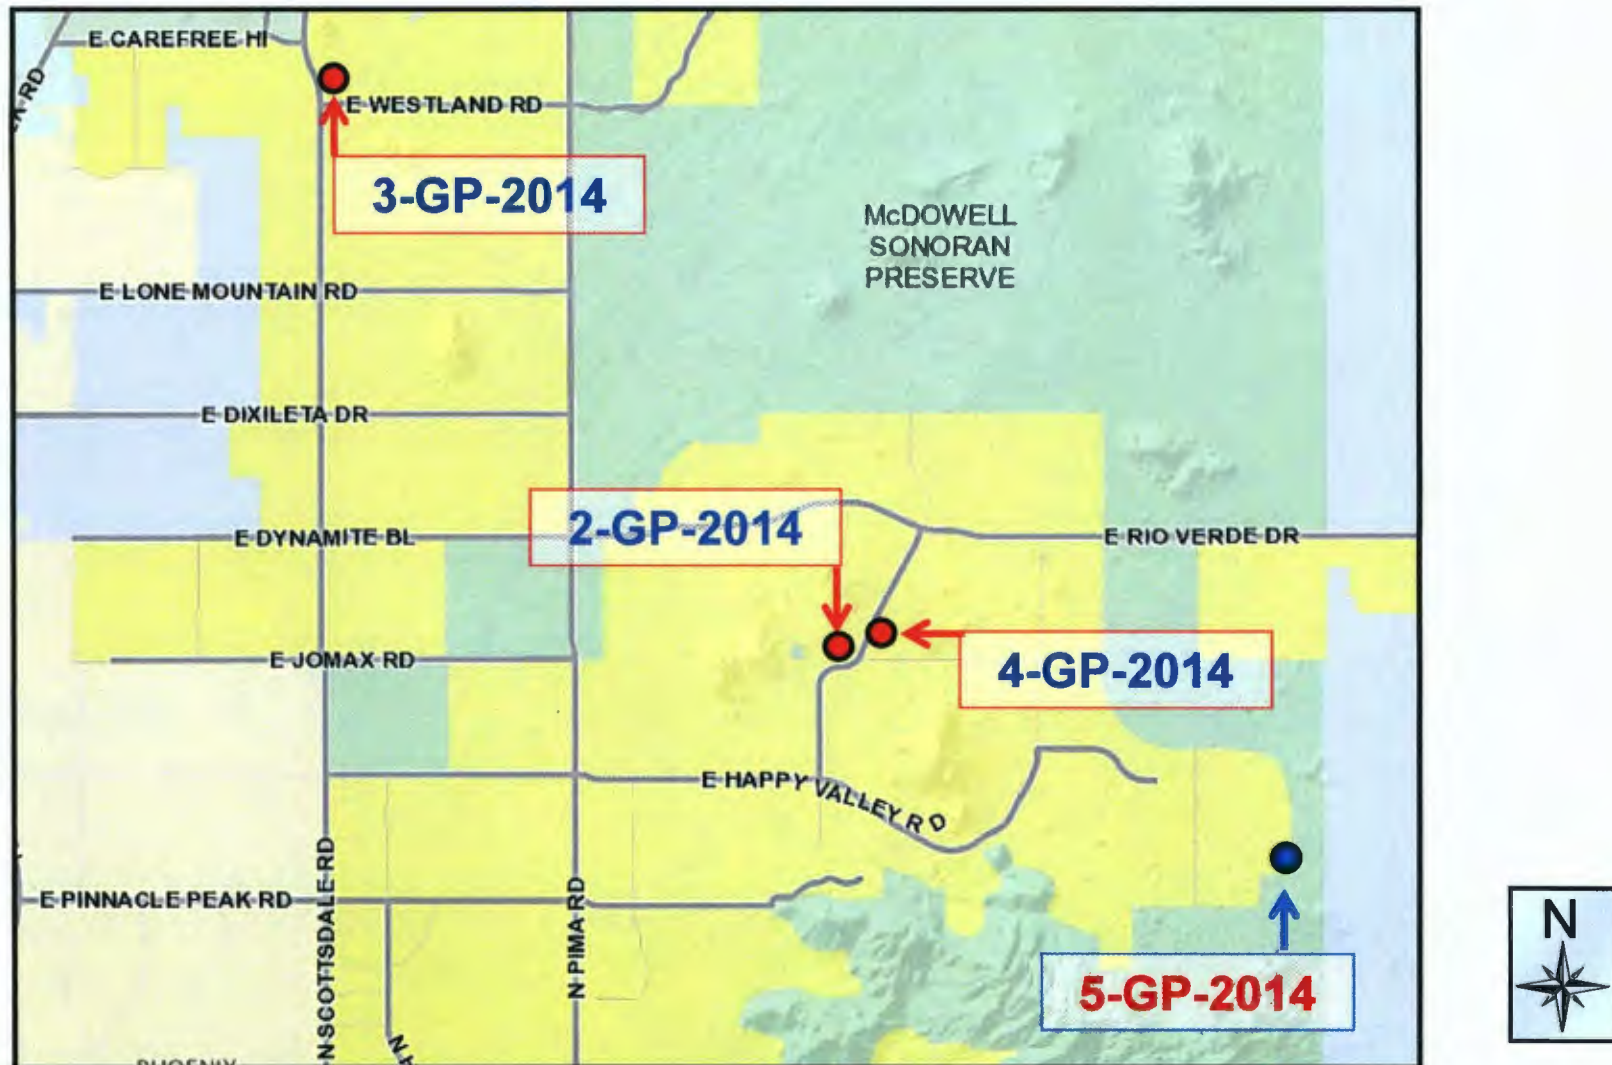 E CAREFREE HI
E WESTLAND RD
3-GP-2014
McDOWELL
SONORAN
PRESERVE
E LONE MOUNTAIN RD
E DIXILETA DR
2-GP-2014
E DYNAMITE BL
E RIO VERDE DR
E JOMAX RD
4-GP-2014
E HAPPY VALLEY RD
E PINNACLE PEAK RD
N SCOTTSDALE RD
N PIMA RD
5-GP-2014
N
PHOENIX